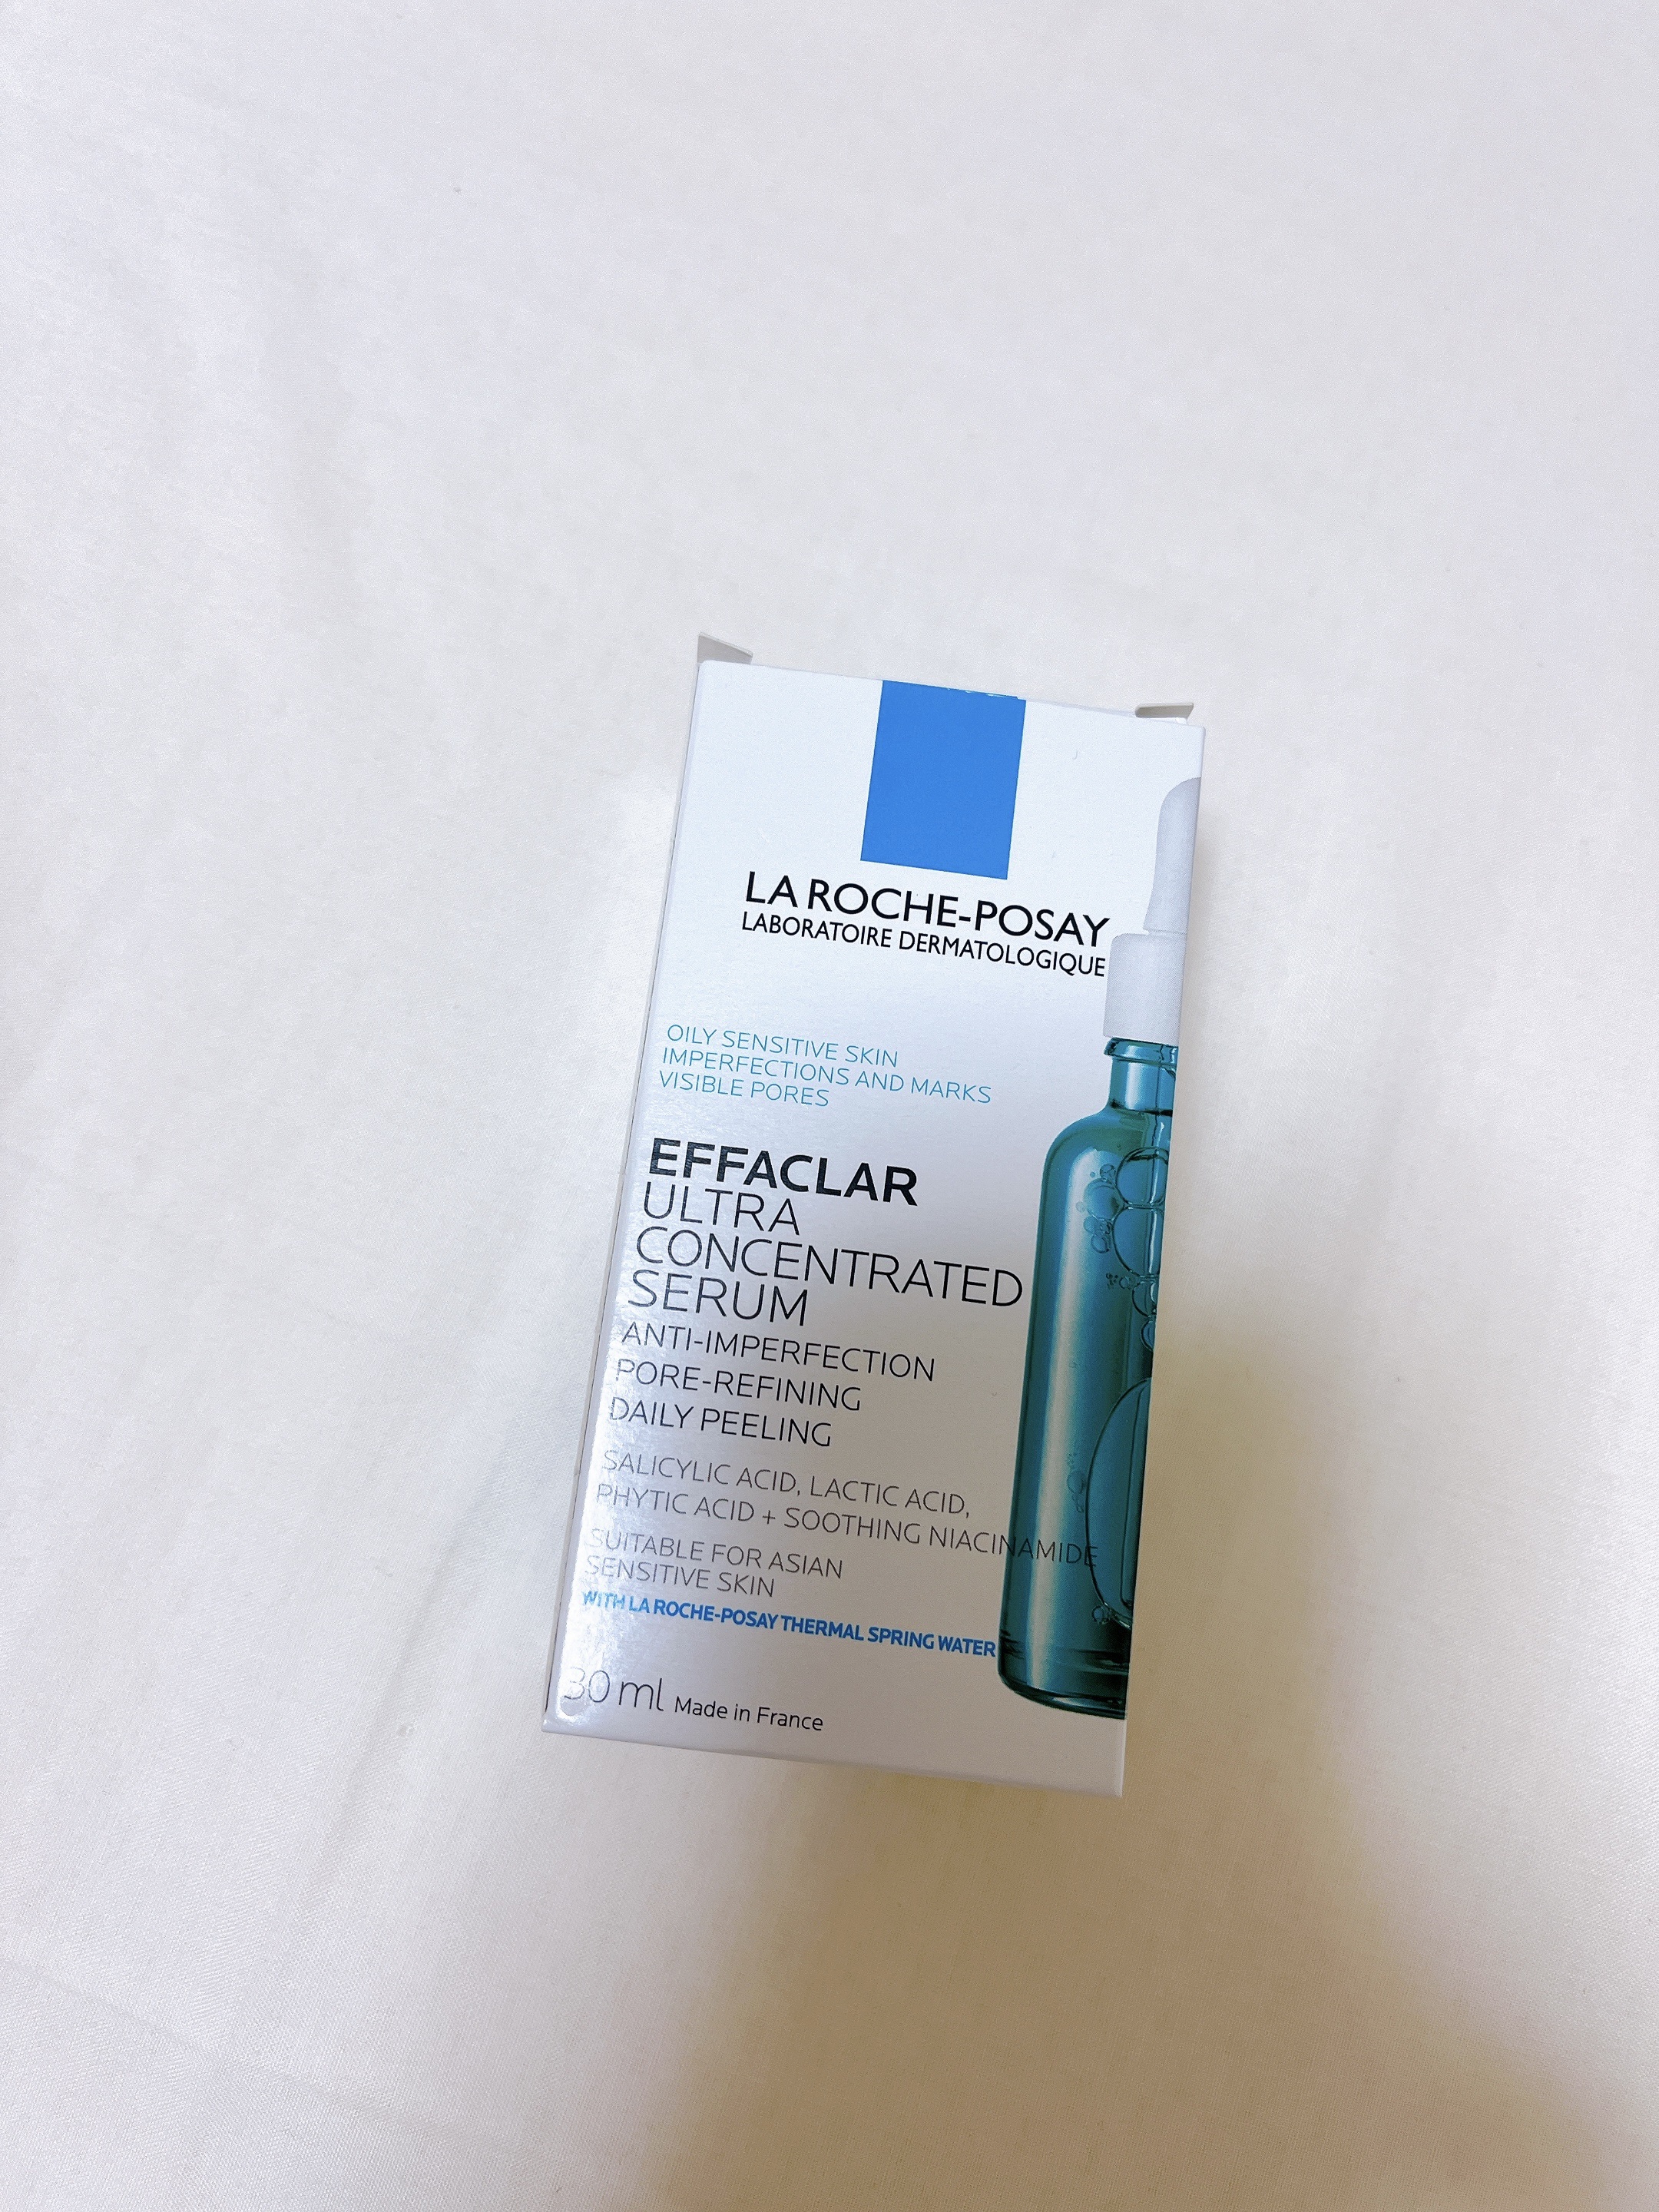 LA ROCHE-POSAY
LABORATOIRE DERMATOLOGIQUE
OILY SENSITIVE SKIN
IMPERFECTIONS AND MARKS
VISIBLE PORES
EFFACLAR
ULTRA
CONCENTRATED
SERUM
ANTI-IMPERFECTION
PORE-REFINING
DAILY PEELING
SALICYLIC ACID, LACTIC ACID,
PHYTIC ACID + SOOTHING NIACINAMIDE
SUITABLE FOR ASIAN
SENSITIVE SKIN
WITH LA ROCHE-POSAY THERMAL SPRING WATER
30 ml Made in France